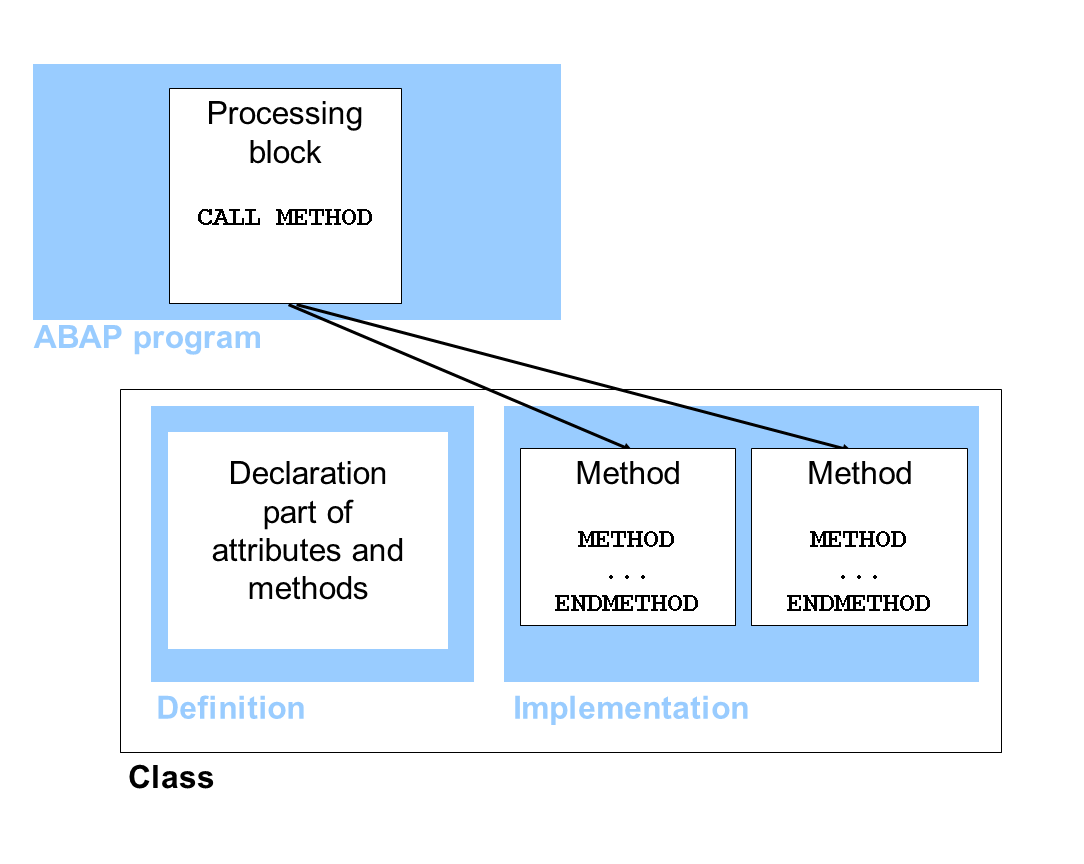 Processing
block
CALL METHOD
ABAP program
Declaration
part of
attributes and
methods
Definition
Method
METHOD
...
ENDMETHOD
Method
METHOD
...
ENDMETHOD
Implementation
Class